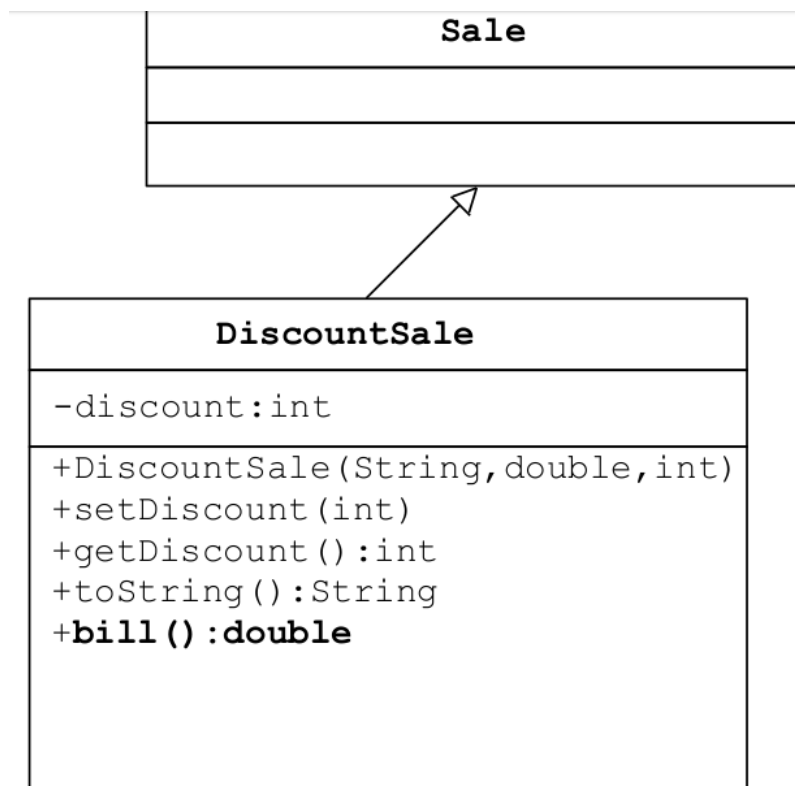 Sale
DiscountSale
-discount:int
+DiscountSale(String,double,int)
+setDiscount(int)
+getDiscount():int
+toString():String
+bill():double